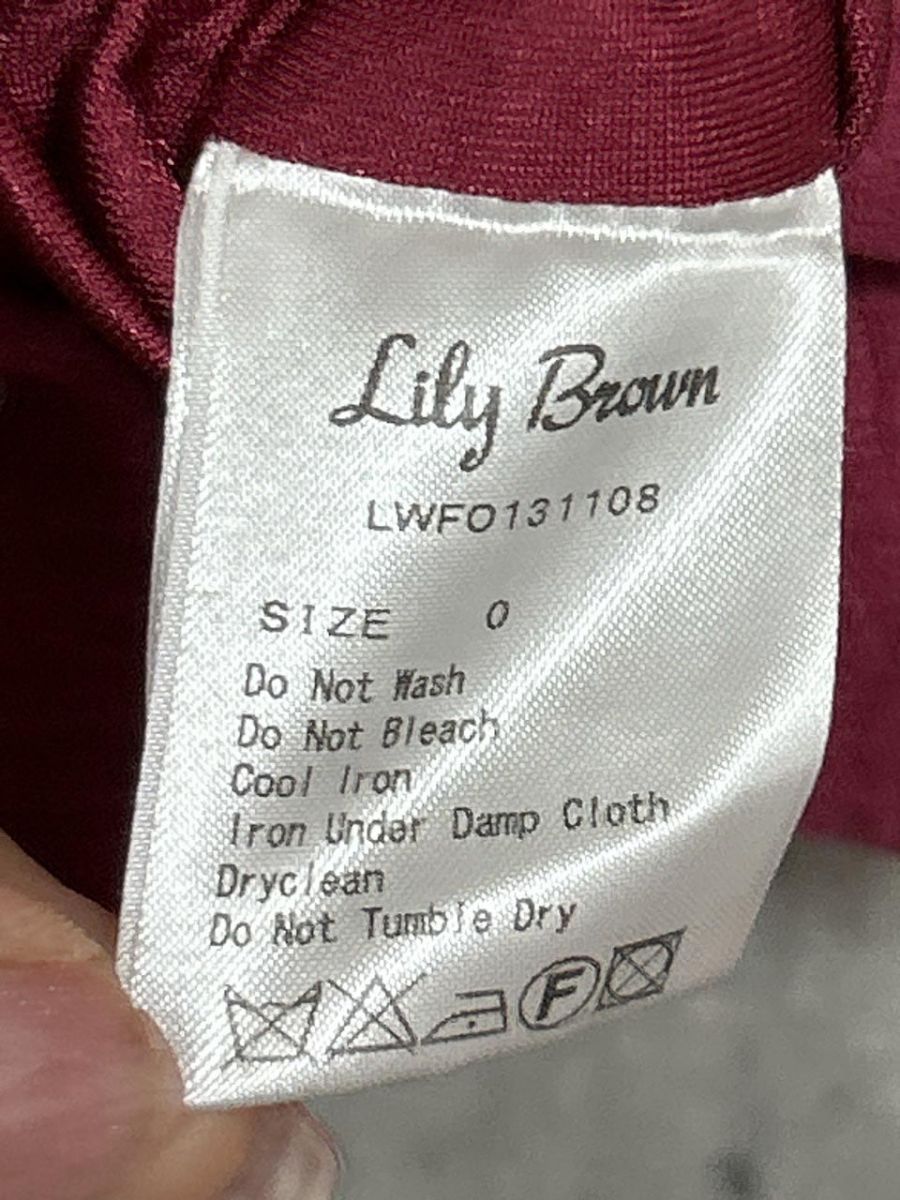 Lily Brown
LWFO131108
SIZE 0
Do Not Wash
Do Not Bleach
Cool Iron
Iron Under Damp Cloth
Dryclean
Do Not Tumble Dry
F